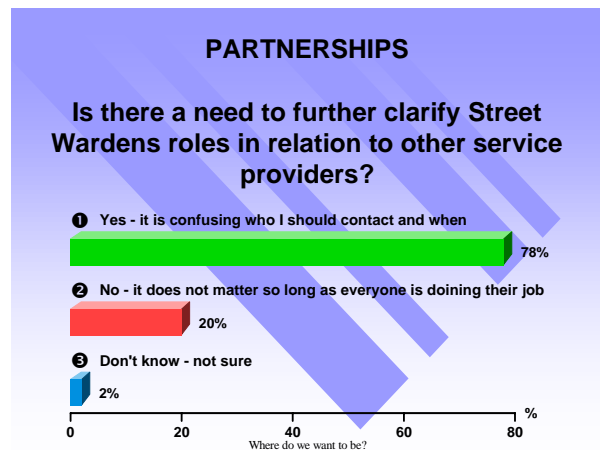 PARTNERSHIPS
Is there a need to further clarify Street
Wardens roles in relation to other service
providers?
❶ Yes - it is confusing who I should contact and when
78%
❷ No - it does not matter so long as everyone is doining their job
20%
❸ Don't know - not sure
2%
%
0 20 40 60 80
Where do we want to be?